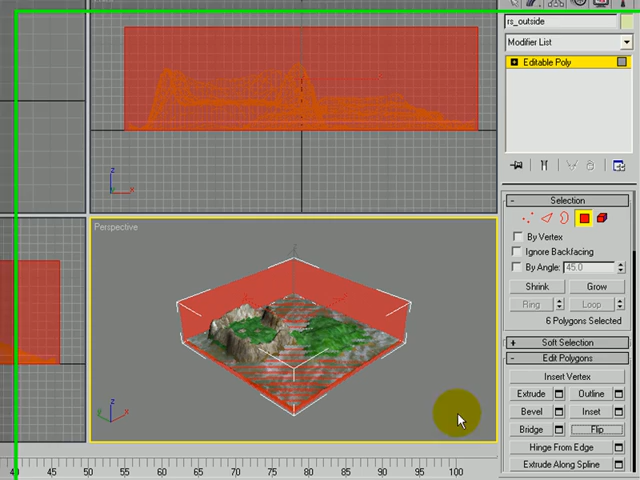 rs_outside
Modifier List
Editable Poly
z
x
Selection
By Vertex
Ignore Backfacing
By Angle: 45.0
Shrink Grow
Ring Loop
6 Polygons Selected
Soft Selection
Edit Polygons
Insert Vertex
Extrude Outline
Bevel Inset
Bridge Flip
Hinge From Edge
Extrude Along Spline
Perspective
z
x
y
40 45 50 55 60 65 70 75 80 85 90 95 100